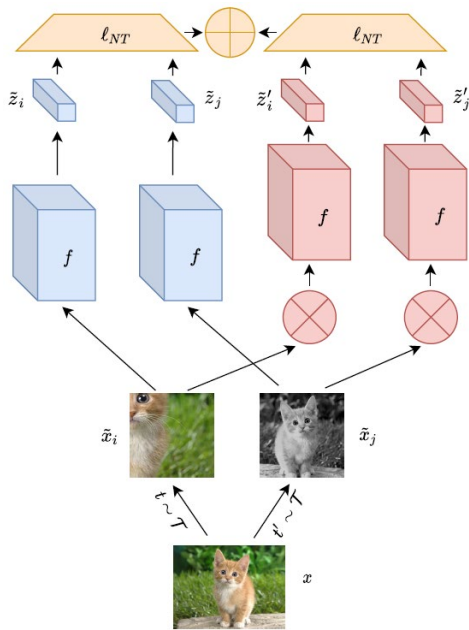 ℓ_NT ℓ_NT
z̃_i z̃_j z̃′_i z̃′_j
f f f f
x̃_i x̃_j
t ~ 𝒯 t′ ~ 𝒯
x